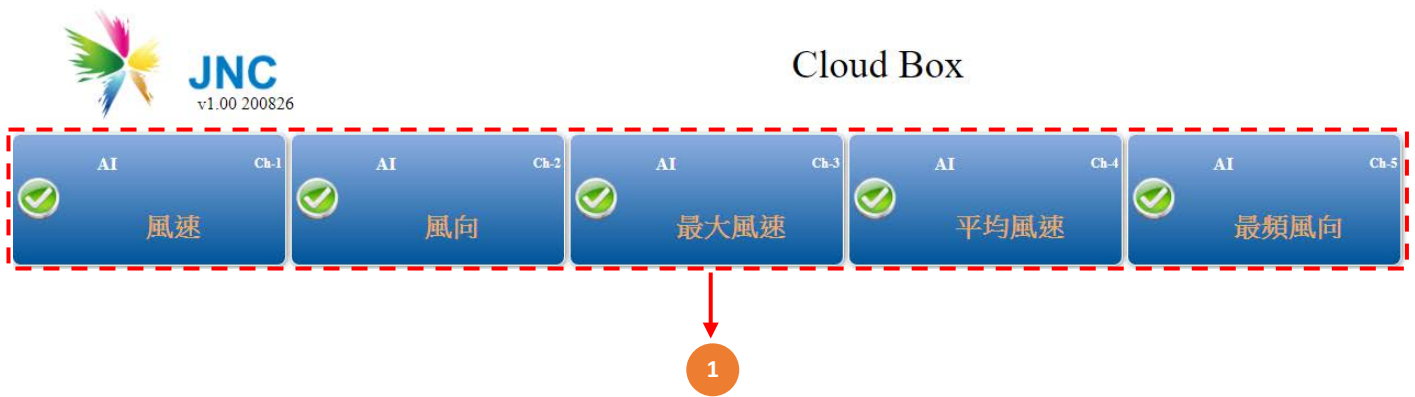 JNC
v1.00 200826
Cloud Box
AI Ch-1
風速
AI Ch-2
風向
AI Ch-3
最大風速
AI Ch-4
平均風速
AI Ch-5
最頻風向
1